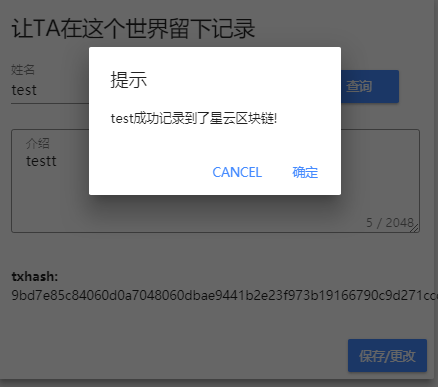 让TA在这个世界留下记录
姓名
test
查询
提示
test成功记录到了星云区块链!
CANCEL 确定
介绍
testt
5 / 2048
txhash:
9bd7e85c84060d0a7048060dbae9441b2e23f973b19166790c9d271cc
保存/更改